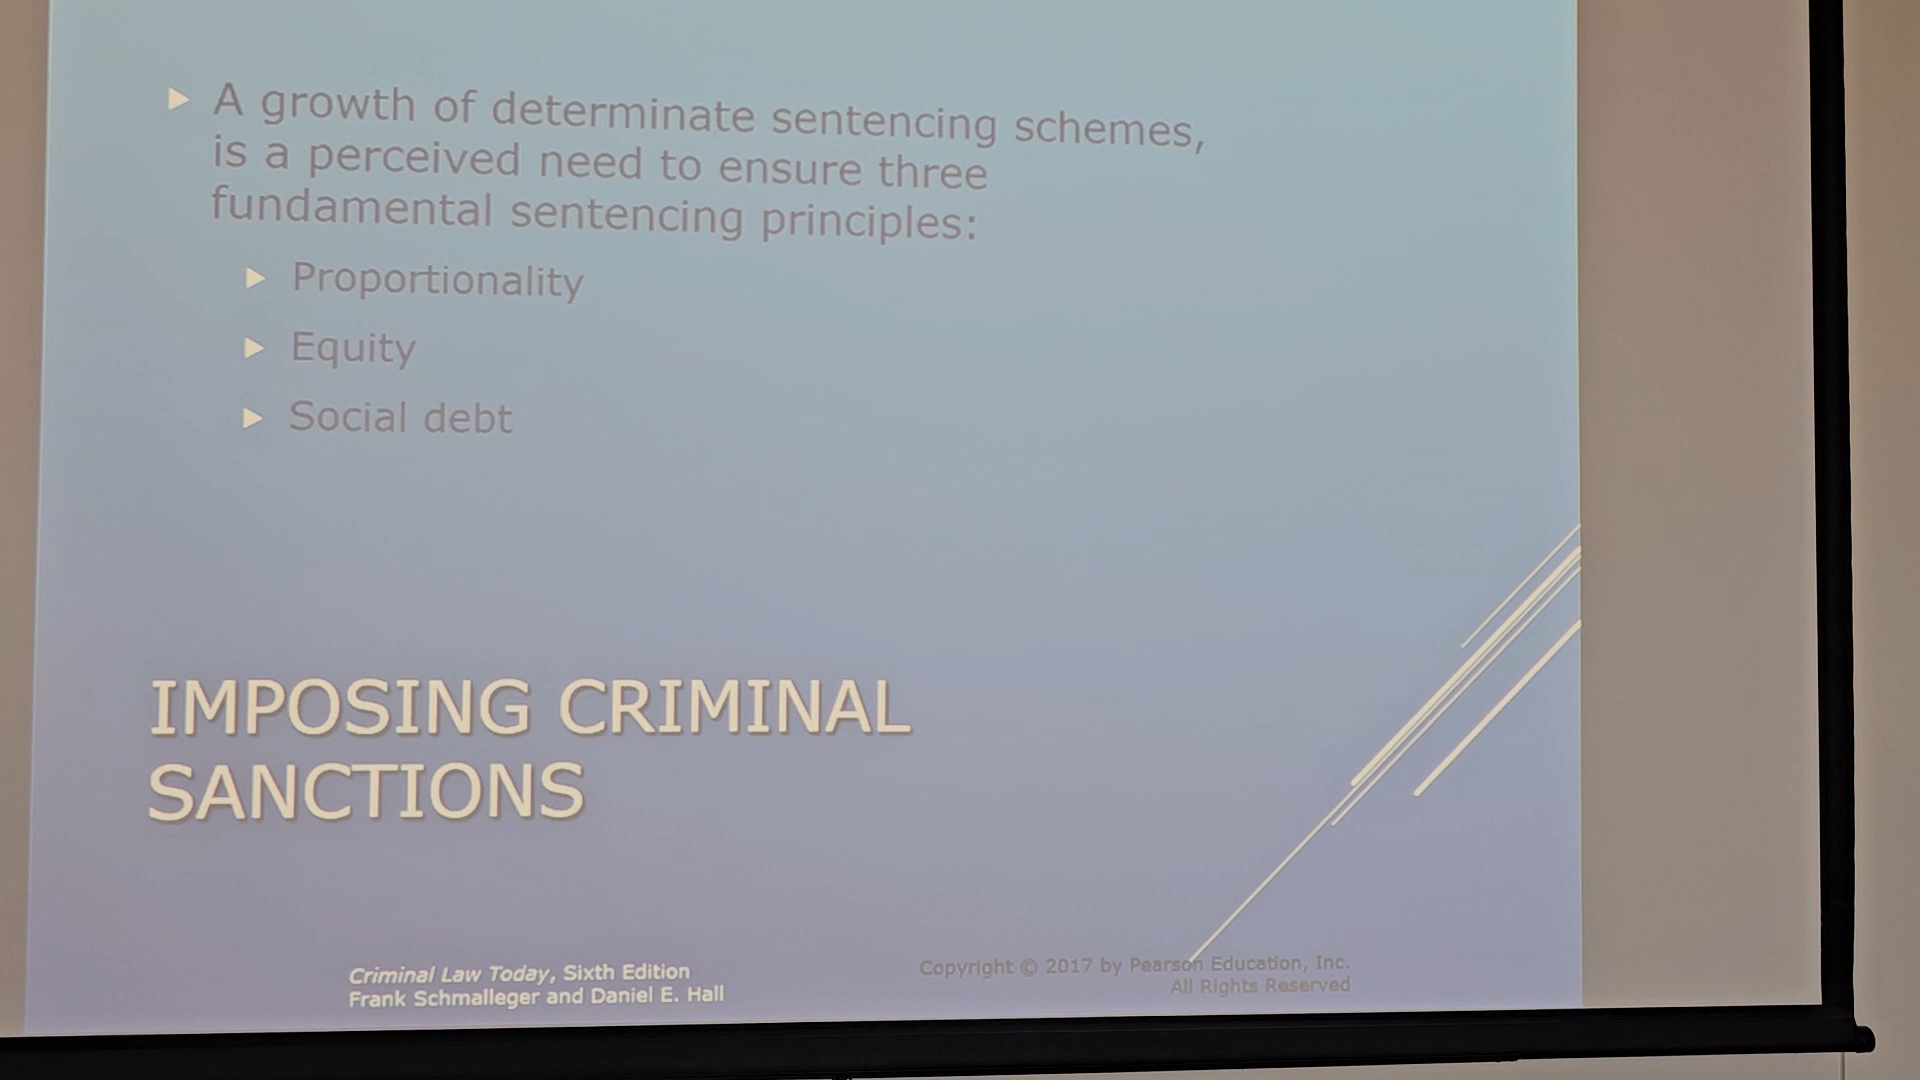 A growth of determinate sentencing schemes,
is a perceived need to ensure three
fundamental sentencing principles:
Proportionality
Equity
Social debt
IMPOSING CRIMINAL
SANCTIONS
Criminal Law Today, Sixth Edition
Frank Schmalleger and Daniel E. Hall
Copyright © 2017 by Pearson Education, Inc.
All Rights Reserved